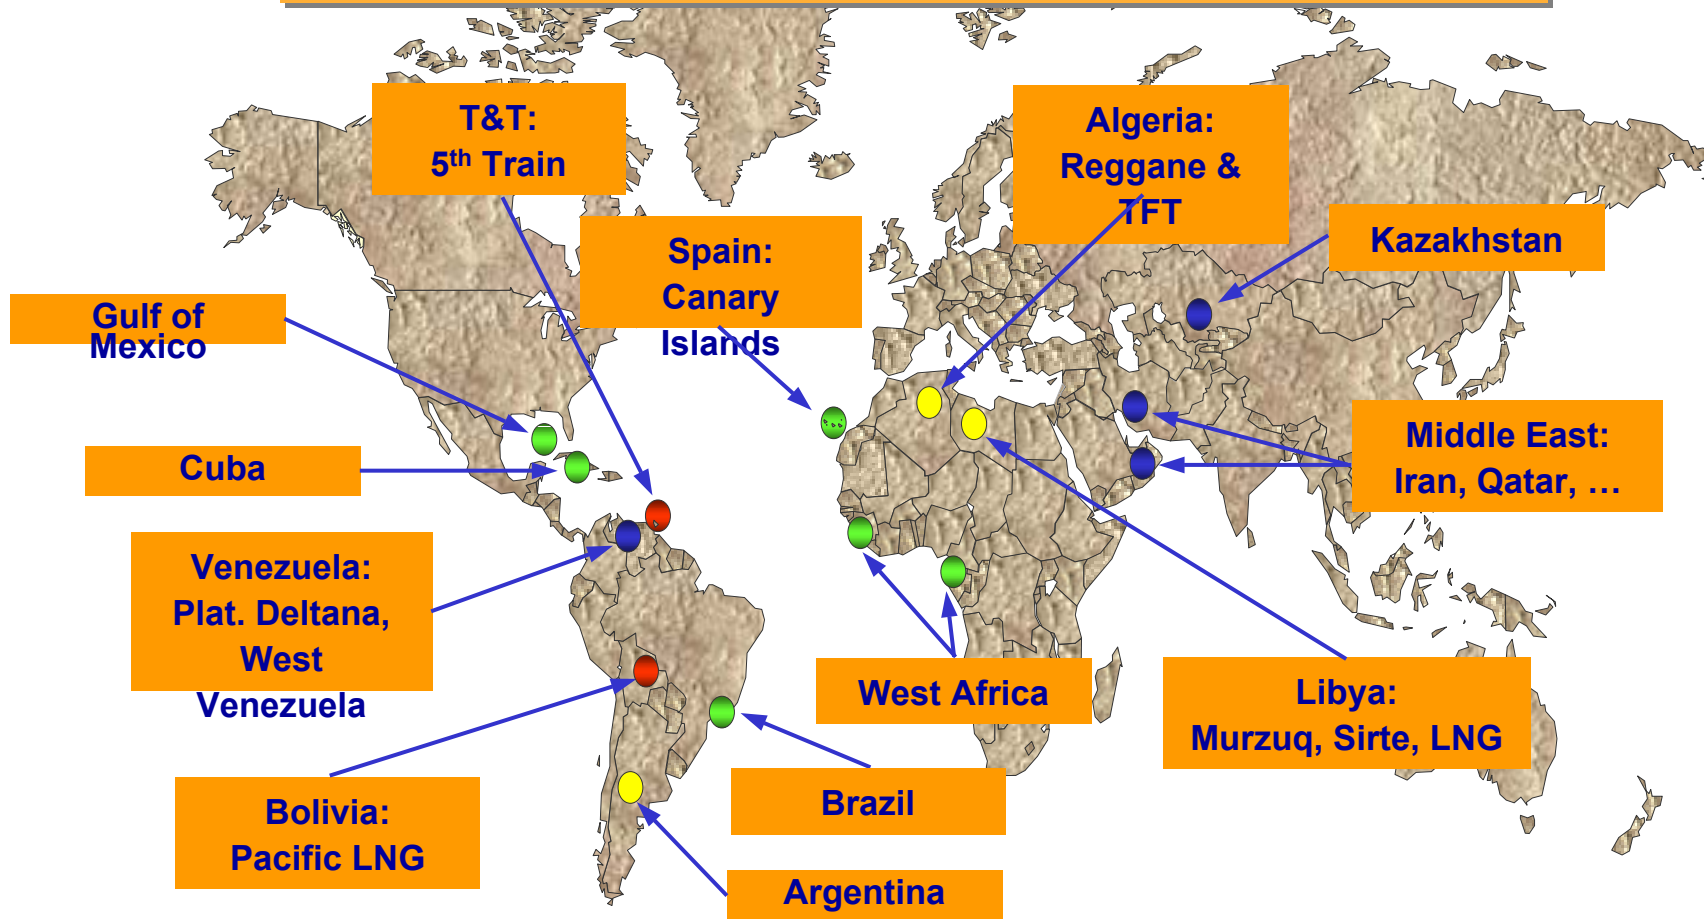 T&T:
5th Train
Algeria:
Reggane &
TFT
Spain:
Canary
Islands
Kazakhstan
Gulf of
Mexico
Cuba
Middle East:
Iran, Qatar, …
Venezuela:
Plat. Deltana,
West
Venezuela
West Africa
Libya:
Murzuq, Sirte, LNG
Bolivia:
Pacific LNG
Brazil
Argentina